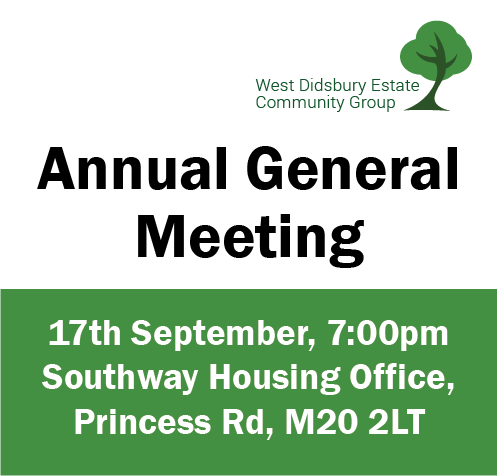 West Didsbury Estate
Community Group
Annual General
Meeting
17th September, 7:00pm
Southway Housing Office,
Princess Rd, M20 2LT